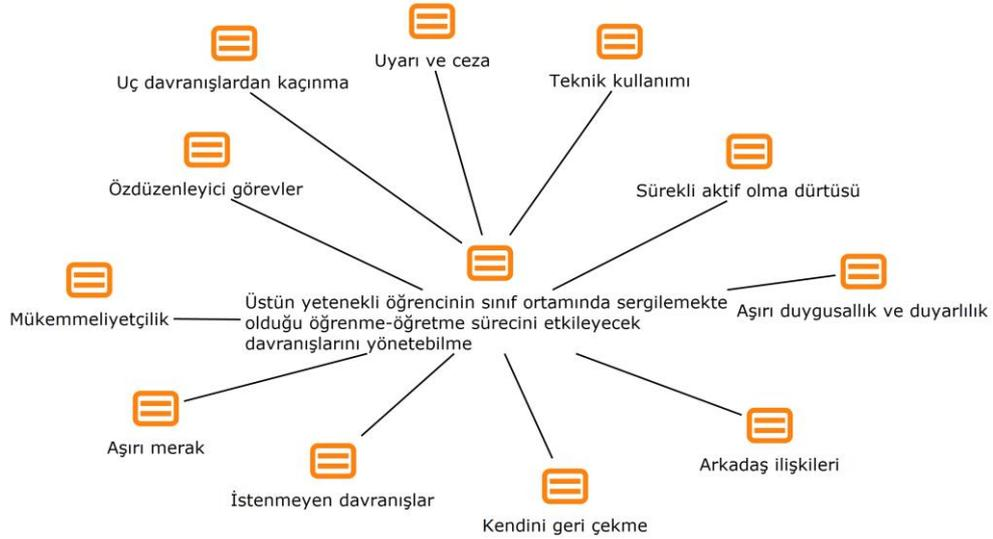 Uyarı ve ceza
Uç davranışlardan kaçınma
Teknik kullanımı
Özdüzenleyici görevler
Sürekli aktif olma dürtüsü
Üstün yetenekli öğrencinin sınıf ortamında sergilemekte
olduğu öğrenme-öğretme sürecini etkileyecek
davranışlarını yönetebilme
Mükemmeliyetçilik
Aşırı duygusallık ve duyarlılık
Aşırı merak
Arkadaş ilişkileri
İstenmeyen davranışlar
Kendini geri çekme